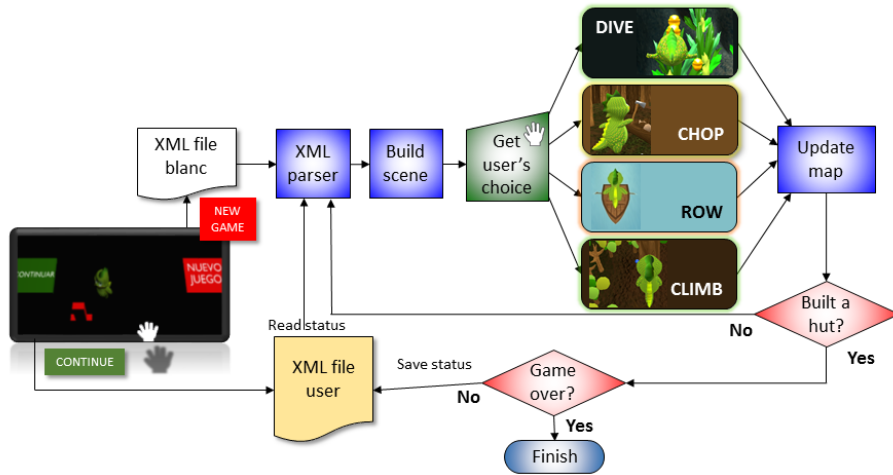 DIVE
XML file
blanc
XML
parser
Build
scene
Get
user's
choice
CHOP
Update
map
NEW
GAME
ROW
CONTINUAR
NUEVO
JUEGO
CLIMB
Built a
hut?
No
Yes
Read status
CONTINUE
XML file
user
Save status
No
Game
over?
Yes
Finish